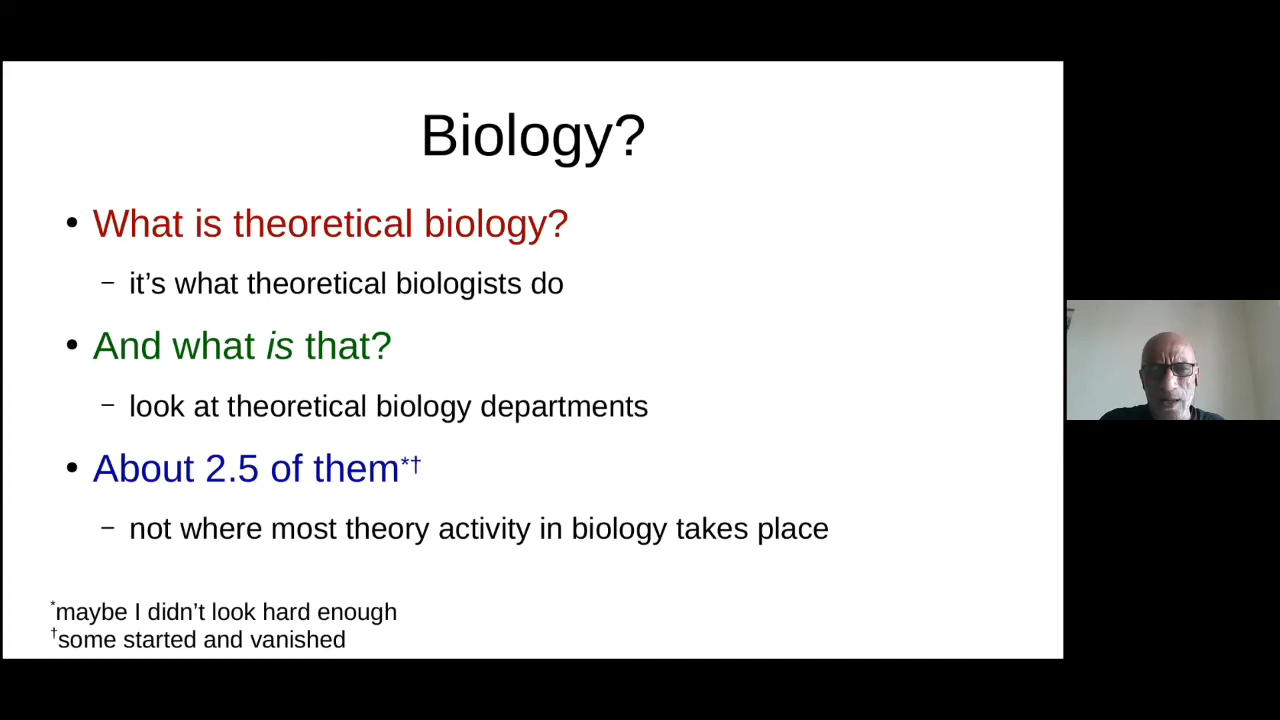 Biology?
• What is theoretical biology?
– it’s what theoretical biologists do
• And what is that?
– look at theoretical biology departments
• About 2.5 of them*†
– not where most theory activity in biology takes place
*maybe I didn’t look hard enough
†some started and vanished